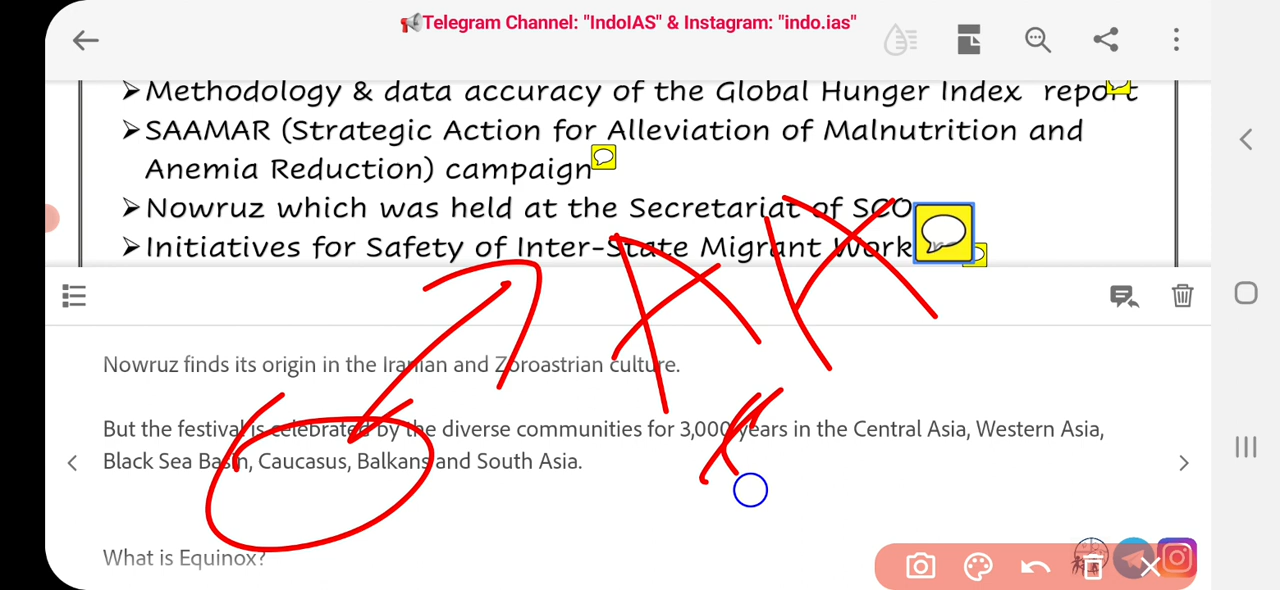 📢Telegram Channel: "IndoIAS" & Instagram: "indo.ias"
➢Methodology & data accuracy of the Global Hunger Index report
➢SAAMAR (Strategic Action for Alleviation of Malnutrition and
Anemia Reduction) campaign
➢Nowruz which was held at the Secretariat of SCO
➢Initiatives for Safety of Inter-State Migrant Work
Nowruz finds its origin in the Iranian and Zoroastrian culture.
But the festival is celebrated by the diverse communities for 3,000 years in the Central Asia, Western Asia,
Black Sea Basin, Caucasus, Balkans and South Asia.
What is Equinox?